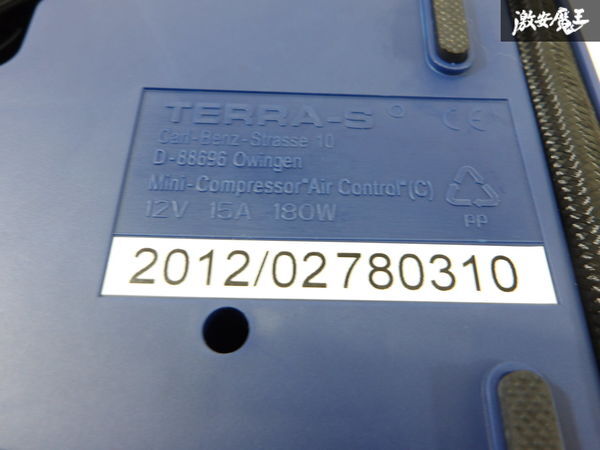 激安魔王
TERRA-S CE
Carl-Benz-Strasse 10
D-88696 Owingen
Mini-Compressor"Air Control"(C)
12V 15A 180W
PP
2012/02780310